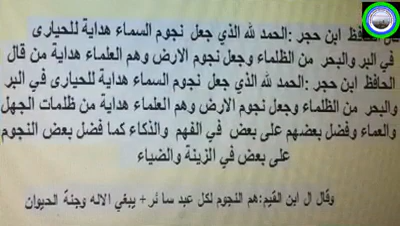 قال الحافظ ابن حجر :الحمد لله الذي جعل نجوم السماء هداية للحيارى
في البر والبحر من الظلماء وجعل نجوم الارض وهم العلماء هداية من قال
الحافظ ابن حجر :الحمد لله الذي جعل نجوم السماء هداية للحيارى في البر
والبحر من الظلماء وجعل نجوم الارض وهم العلماء هداية من ظلمات الجهل
والعماء وفضل بعضهم على بعض في الفهم والذكاء كما فضل بعض النجوم
على بعض في الزينة والضياء
وقال ال ابن القيم:هم النجوم لكل عبد سائر+ يبغي الاله وجنة الحيوان